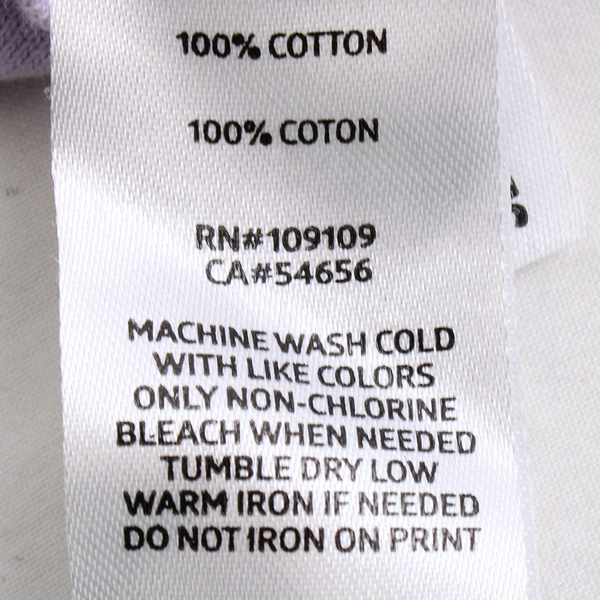 100% COTTON
100% COTON
RN#109109
CA#54656
MACHINE WASH COLD
WITH LIKE COLORS
ONLY NON-CHLORINE
BLEACH WHEN NEEDED
TUMBLE DRY LOW
WARM IRON IF NEEDED
DO NOT IRON ON PRINT